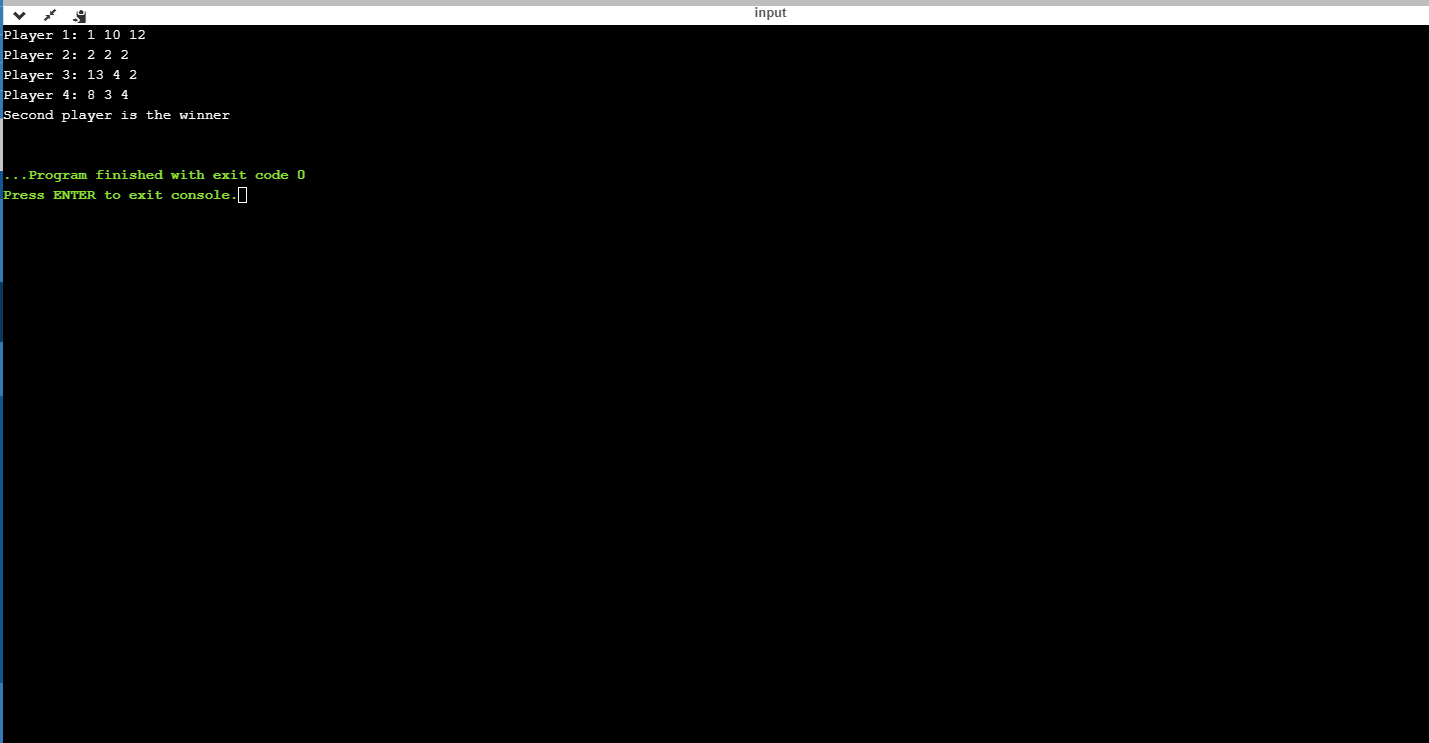 input
Player 1: 1 10 12
Player 2: 2 2 2
Player 3: 13 4 2
Player 4: 8 3 4
Second player is the winner
...Program finished with exit code 0
Press ENTER to exit console.